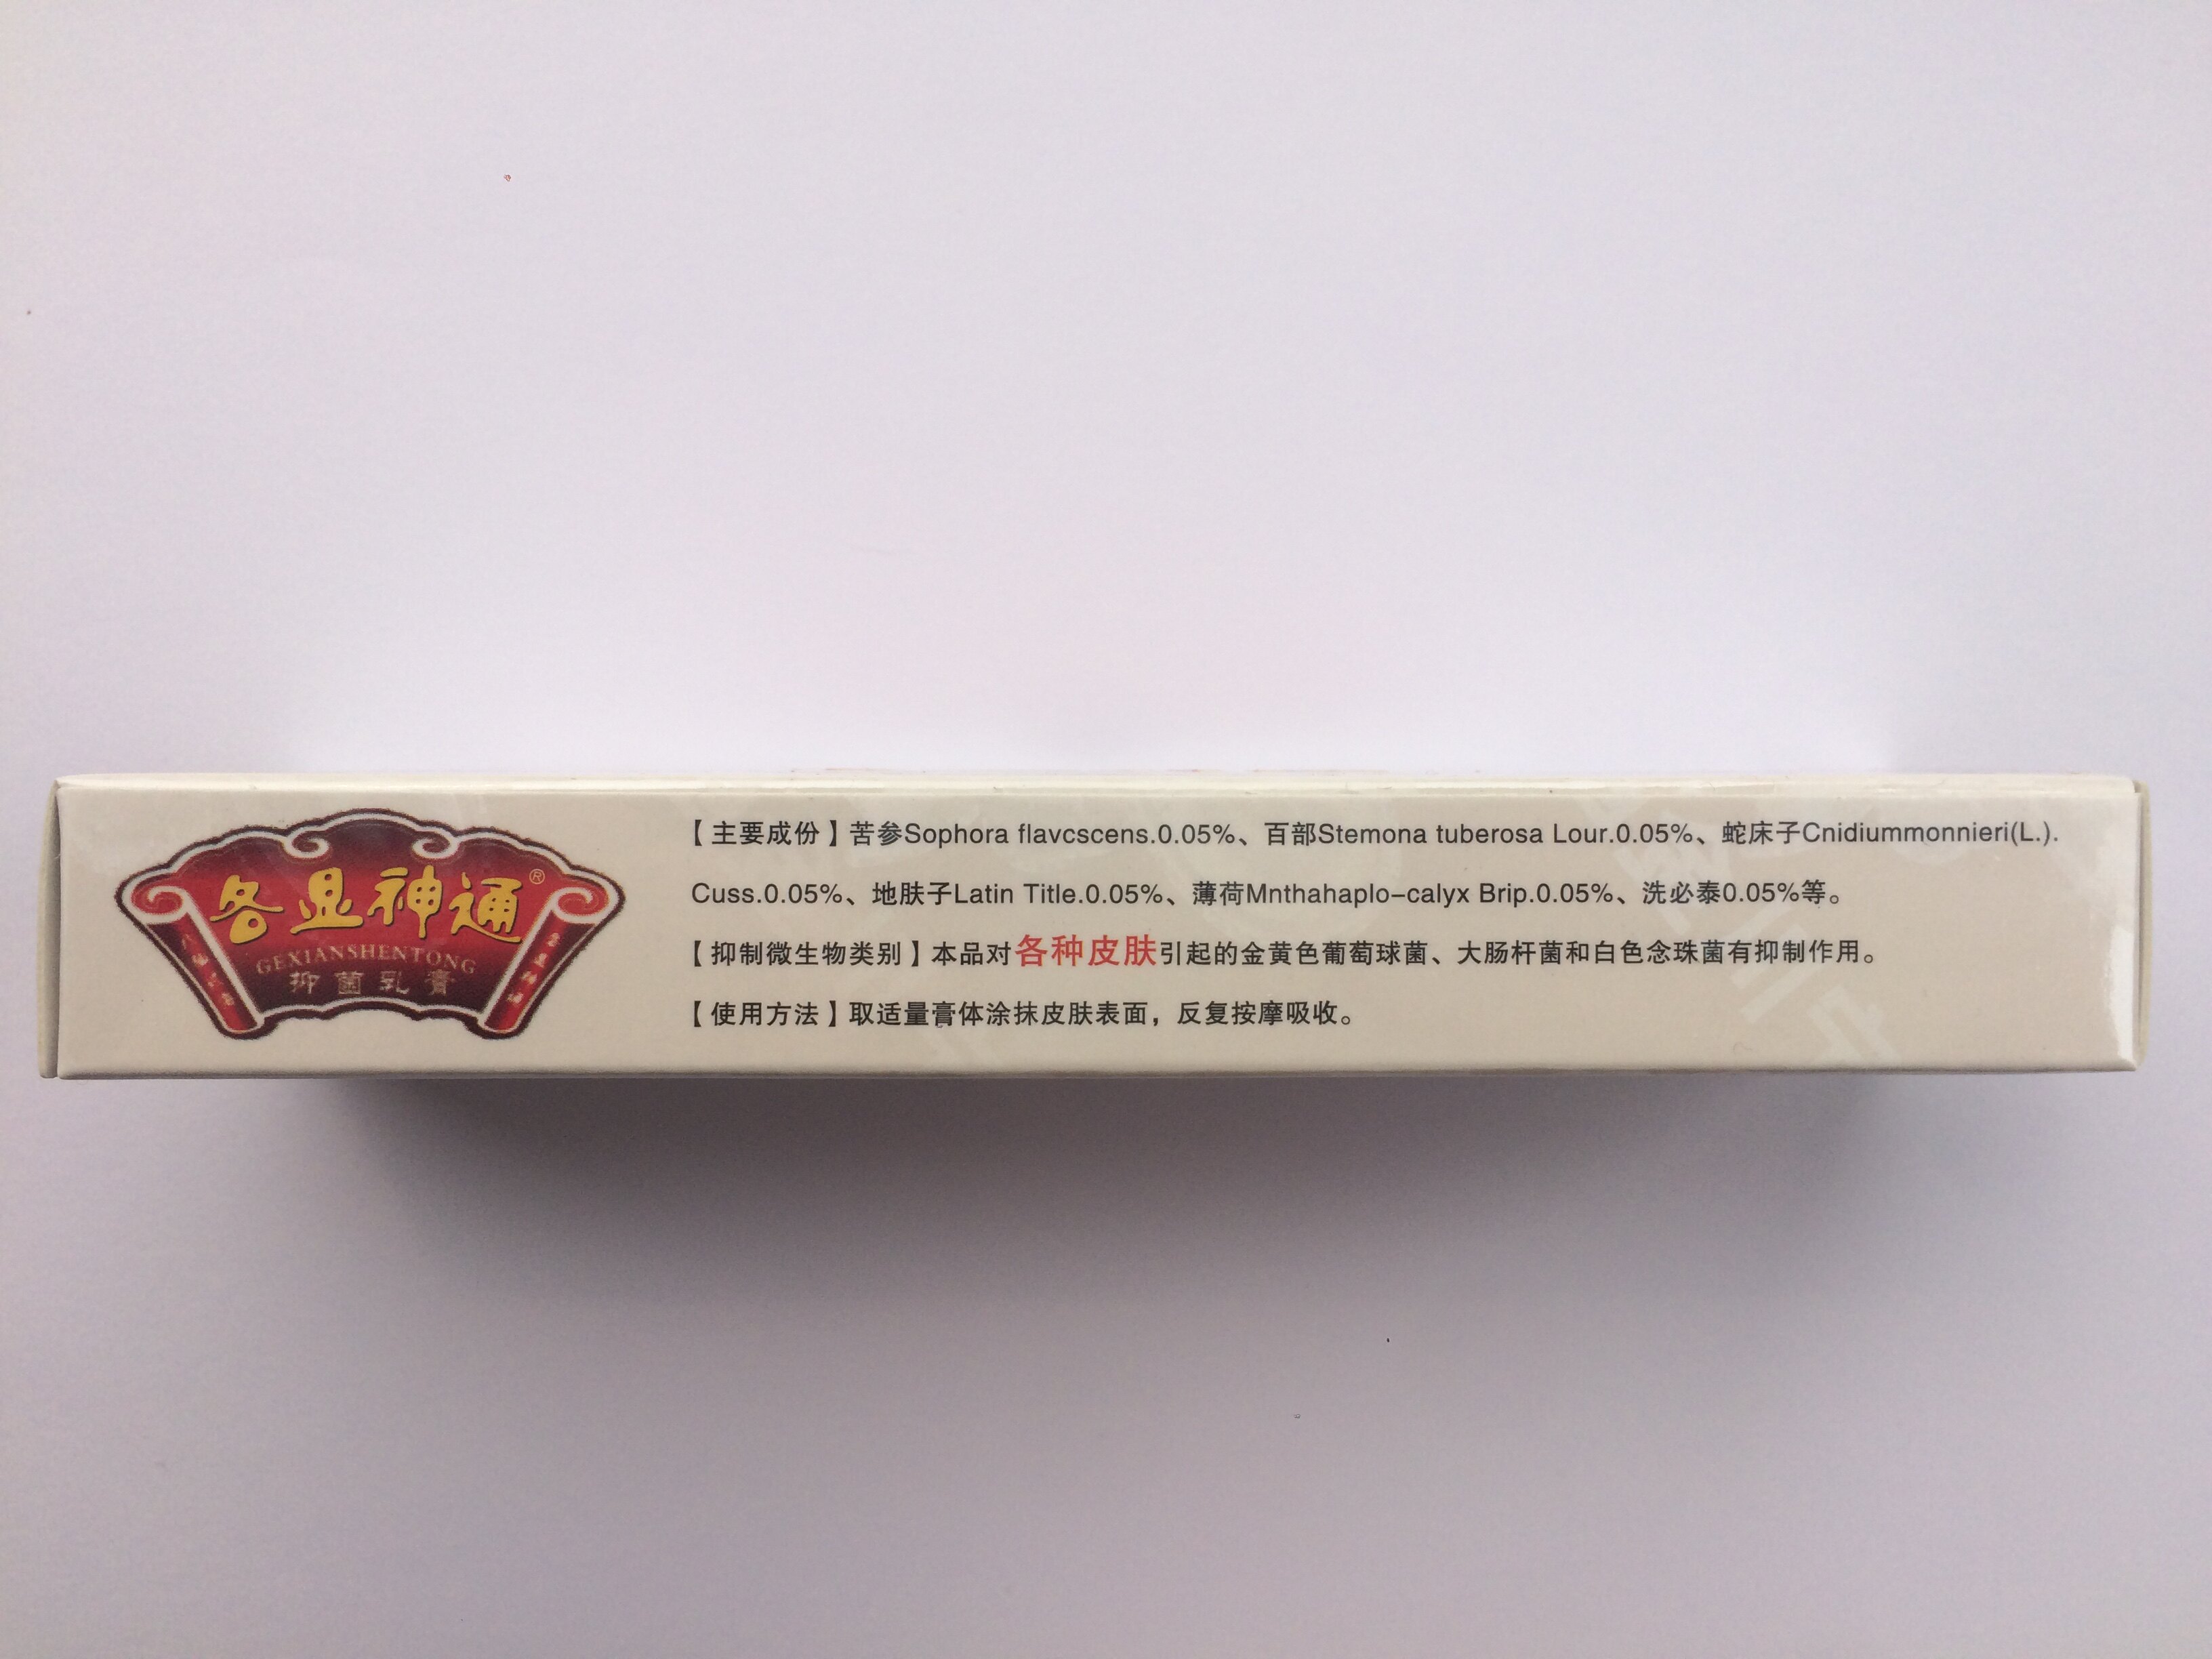 各显神通®
GEXIANSHENTONG
抑菌乳膏
【主要成份】苦参Sophora flavcscens.0.05%、百部Stemona tuberosa Lour.0.05%、蛇床子Cnidiummonnieri(L.).
Cuss.0.05%、地肤子Latin Title.0.05%、薄荷Mnthahaplo-calyx Brip.0.05%、洗必泰0.05%等。
【抑制微生物类别】本品对各种皮肤引起的金黄色葡萄球菌、大肠杆菌和白色念珠菌有抑制作用。
【使用方法】取适量膏体涂抹皮肤表面，反复按摩吸收。